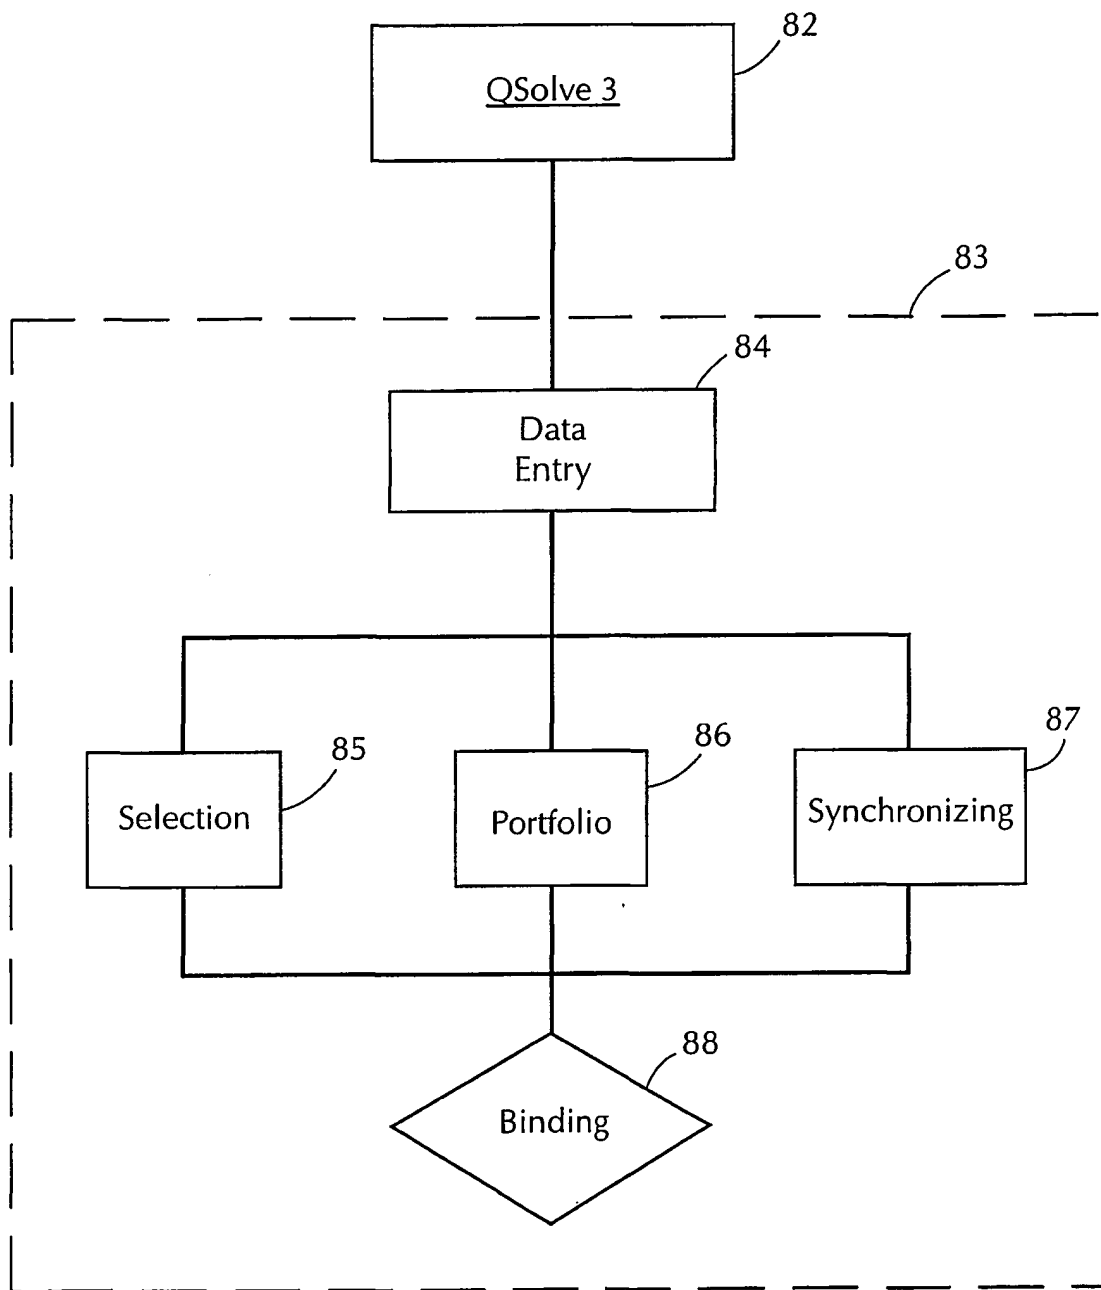 82
QSolve 3
83
84
Data
Entry
85
86
87
Selection
Portfolio
Synchronizing
88
Binding